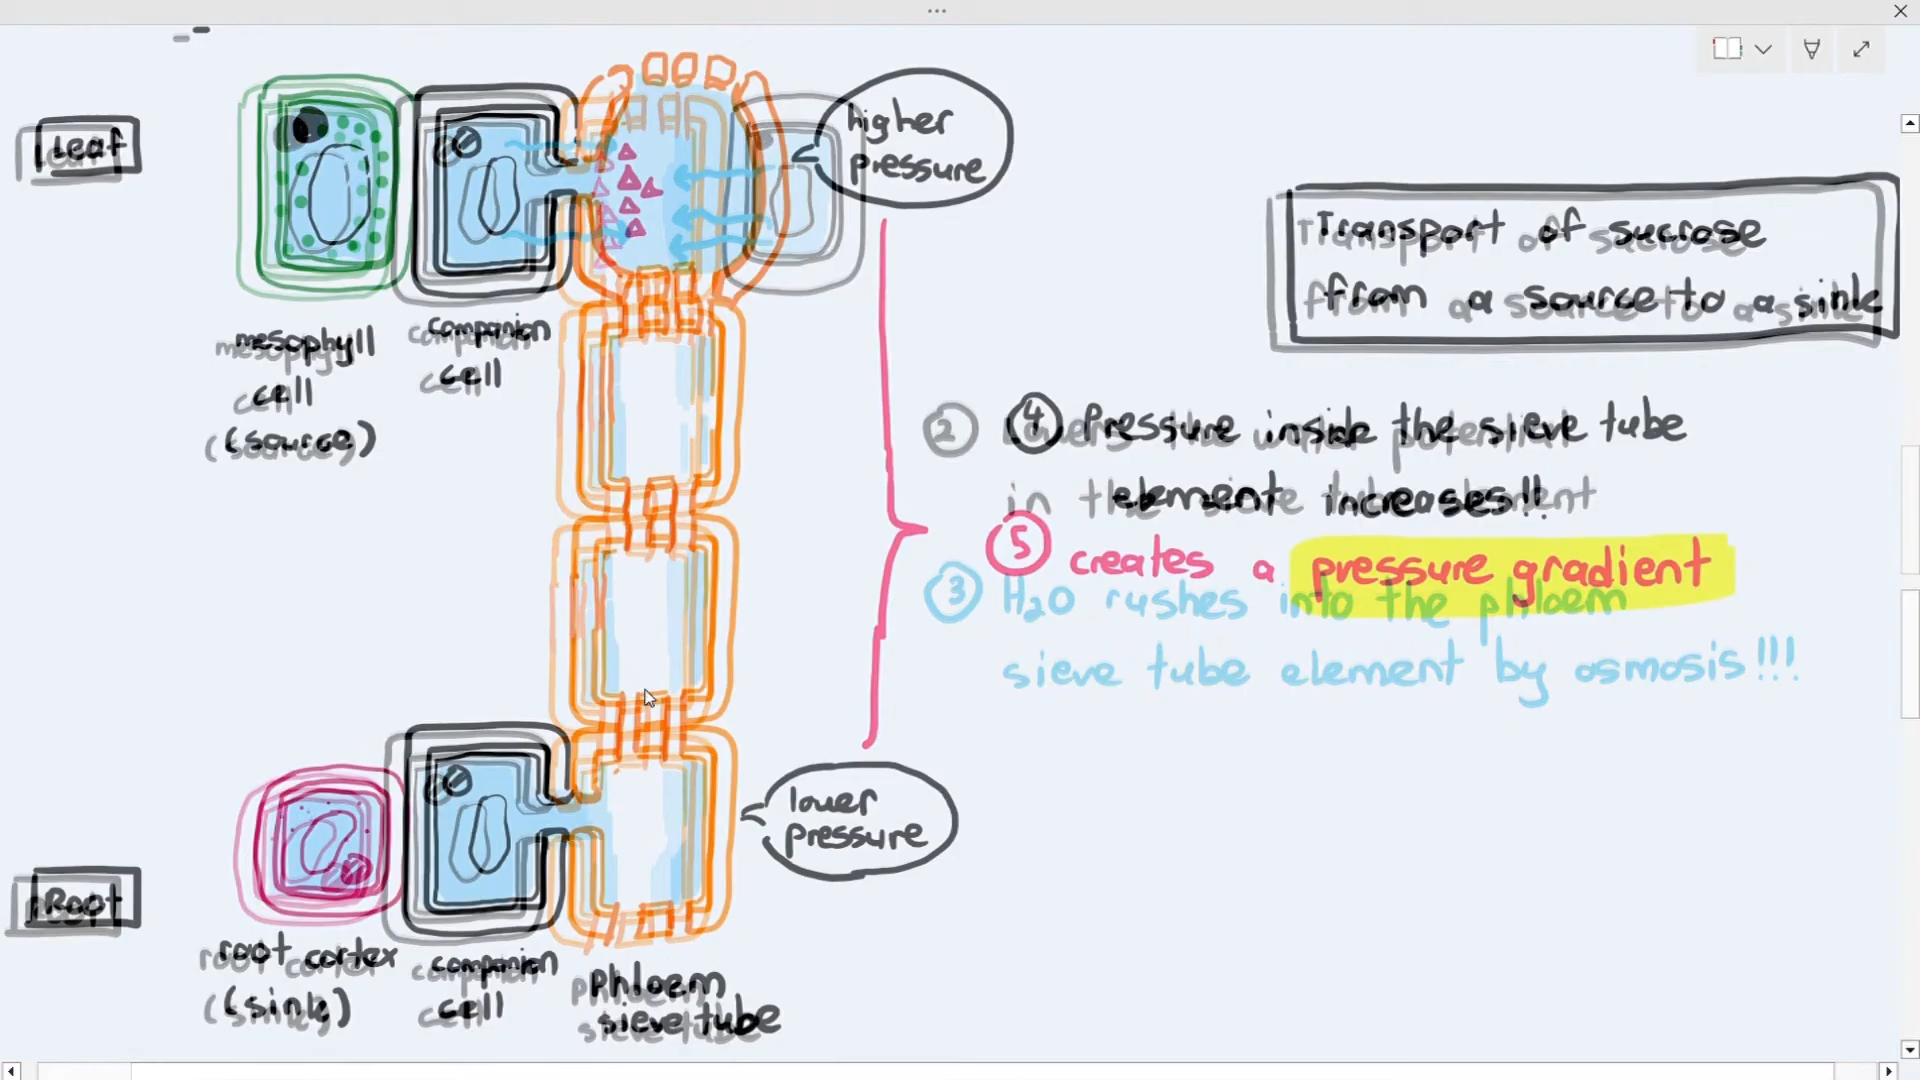 Leaf
higher
pressure
Transport of sucrose
from a source to a sink
mesophyll
cell
(source)
companion
cell
② in the
④ Pressure inside the sieve tube
element increases!!
⑤ creates a pressure gradient
③ H2O rushes into the phloem
sieve tube element by osmosis!!!
lower
pressure
Root
root cortex
(sink)
companion
cell
Phloem
sieve tube